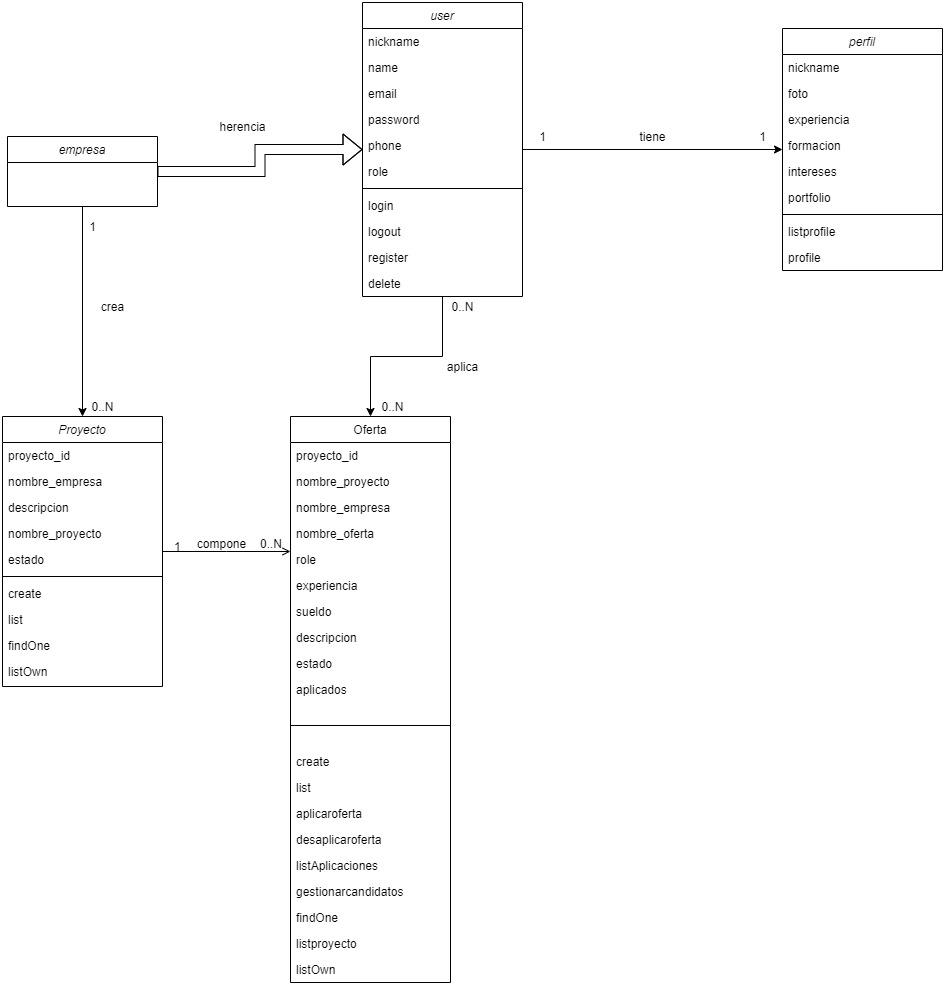 user
nickname
name
email
password
phone
role
login
logout
register
delete
perfil
nickname
foto
experiencia
formacion
intereses
portfolio
listprofile
profile
empresa
herencia
1
tiene
1
1
crea
0..N
0..N
aplica
0..N
Proyecto
proyecto_id
nombre_empresa
descripcion
nombre_proyecto
estado
create
list
findOne
listOwn
1
compone
0..N
Oferta
proyecto_id
nombre_proyecto
nombre_empresa
nombre_oferta
role
experiencia
sueldo
descripcion
estado
aplicados
create
list
aplicaroferta
desaplicaroferta
listAplicaciones
gestionarcandidatos
findOne
listproyecto
listOwn